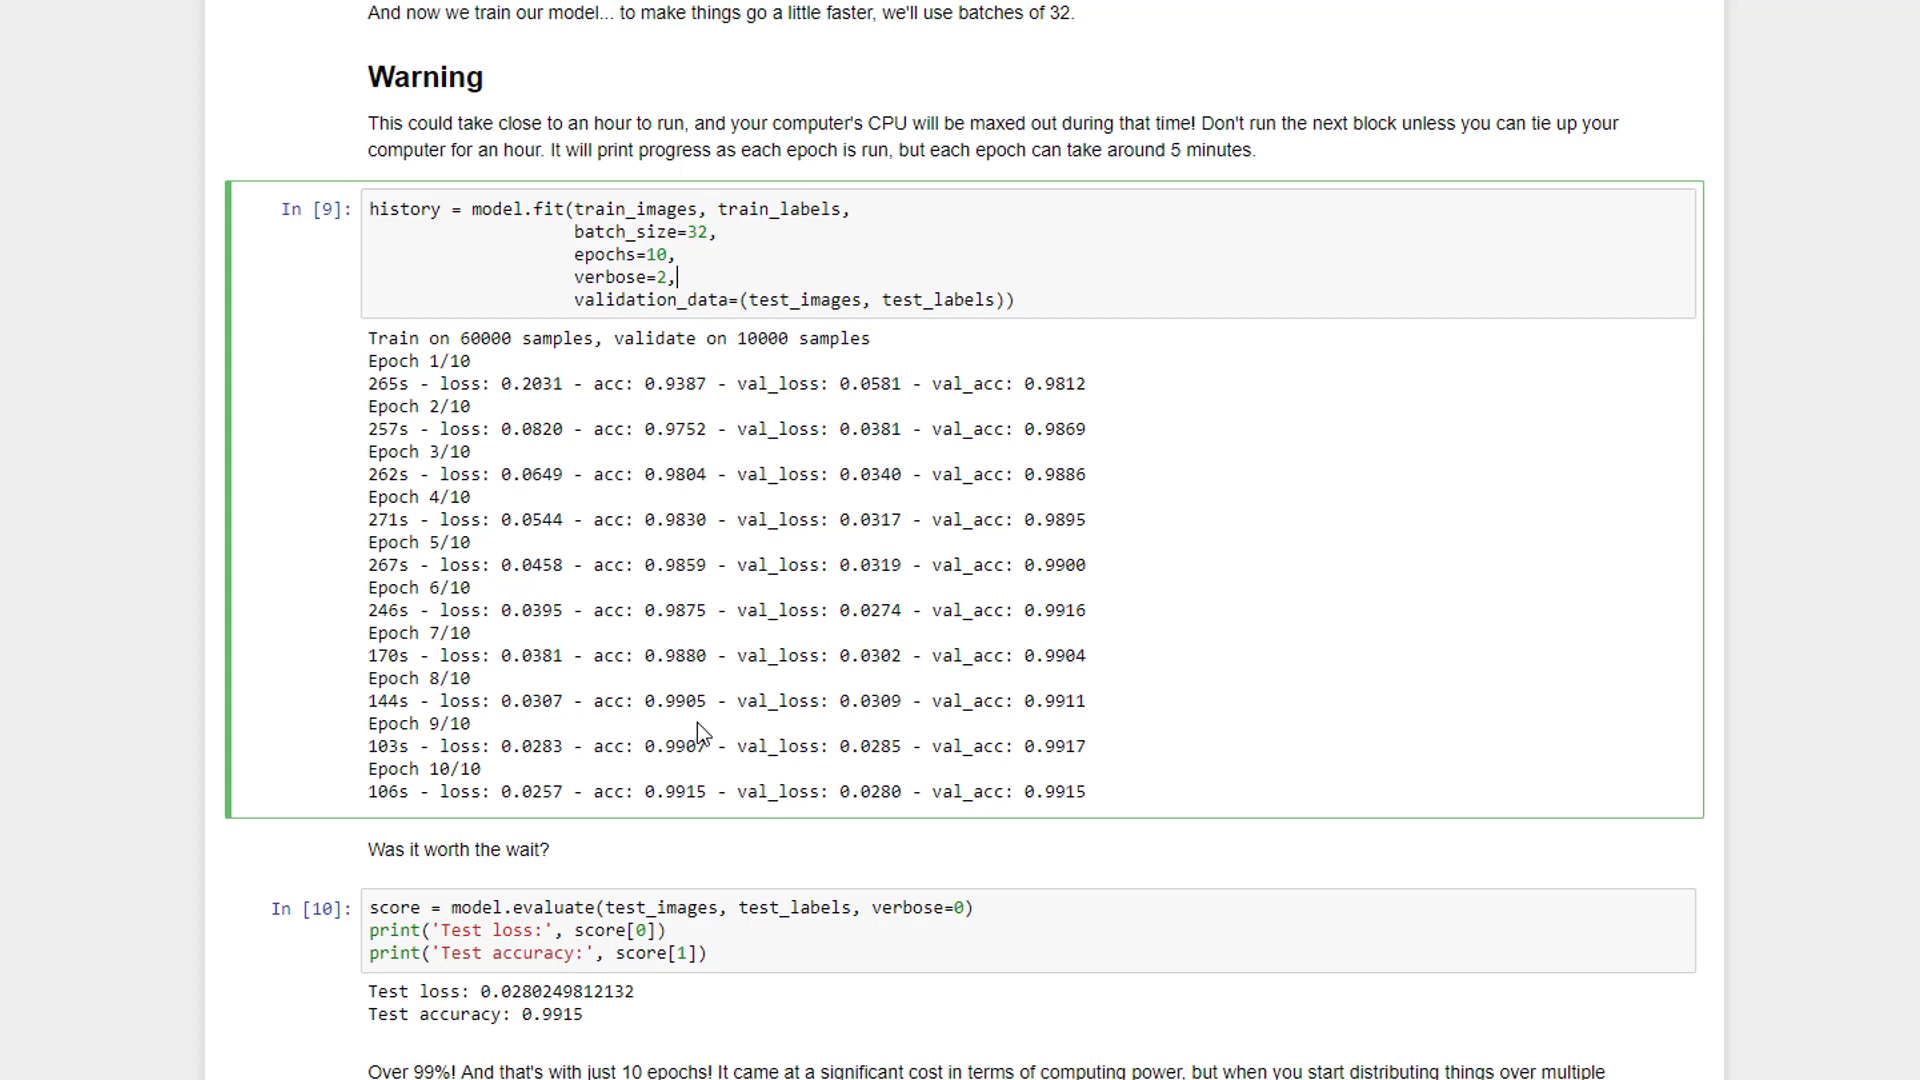 And now we train our model... to make things go a little faster, we'll use batches of 32.
Warning
This could take close to an hour to run, and your computer's CPU will be maxed out during that time! Don't run the next block unless you can tie up your
computer for an hour. It will print progress as each epoch is run, but each epoch can take around 5 minutes.
In [9]: history = model.fit(train_images, train_labels,
batch_size=32,
epochs=10,
verbose=2,
validation_data=(test_images, test_labels))
Train on 60000 samples, validate on 10000 samples
Epoch 1/10
265s - loss: 0.2031 - acc: 0.9387 - val_loss: 0.0581 - val_acc: 0.9812
Epoch 2/10
257s - loss: 0.0820 - acc: 0.9752 - val_loss: 0.0381 - val_acc: 0.9869
Epoch 3/10
262s - loss: 0.0649 - acc: 0.9804 - val_loss: 0.0340 - val_acc: 0.9886
Epoch 4/10
271s - loss: 0.0544 - acc: 0.9830 - val_loss: 0.0317 - val_acc: 0.9895
Epoch 5/10
267s - loss: 0.0458 - acc: 0.9859 - val_loss: 0.0319 - val_acc: 0.9900
Epoch 6/10
246s - loss: 0.0395 - acc: 0.9875 - val_loss: 0.0274 - val_acc: 0.9916
Epoch 7/10
170s - loss: 0.0381 - acc: 0.9880 - val_loss: 0.0302 - val_acc: 0.9904
Epoch 8/10
144s - loss: 0.0307 - acc: 0.9905 - val_loss: 0.0309 - val_acc: 0.9911
Epoch 9/10
103s - loss: 0.0283 - acc: 0.9907 - val_loss: 0.0285 - val_acc: 0.9917
Epoch 10/10
106s - loss: 0.0257 - acc: 0.9915 - val_loss: 0.0280 - val_acc: 0.9915
Was it worth the wait?
In [10]: score = model.evaluate(test_images, test_labels, verbose=0)
print('Test loss:', score[0])
print('Test accuracy:', score[1])
Test loss: 0.0280249812132
Test accuracy: 0.9915
Over 99%! And that's with just 10 epochs! It came at a significant cost in terms of computing power, but when you start distributing things over multiple